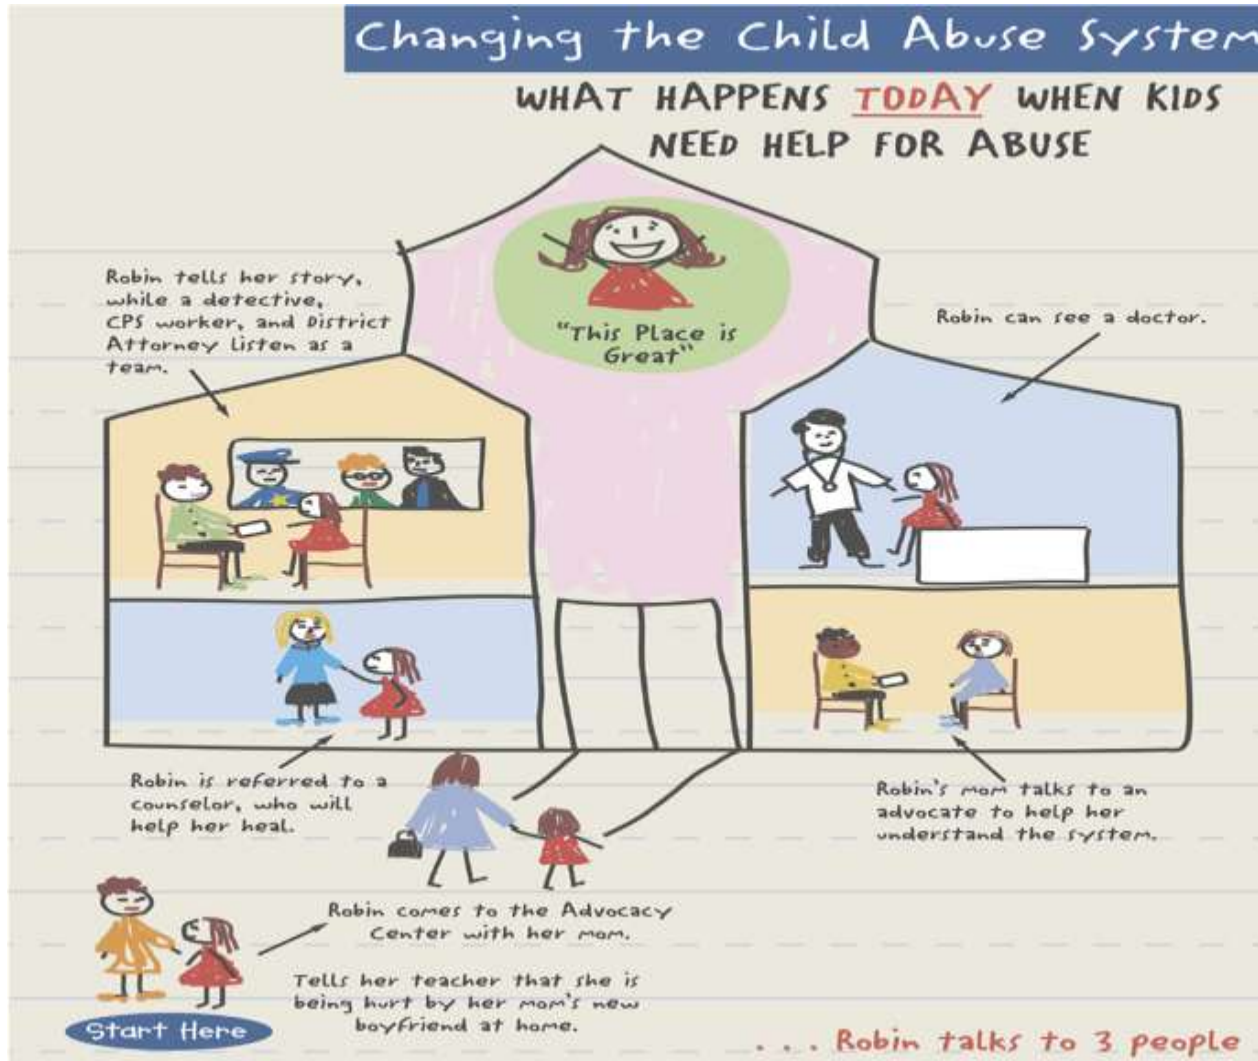 Changing the Child Abuse System
WHAT HAPPENS TODAY WHEN KIDS
NEED HELP FOR ABUSE
Robin tells her story,
while a detective,
CPS worker, and District
Attorney listen as a
team.
"This Place is
Great"
Robin can see a doctor.
Robin is referred to a
counselor, who will
help her heal.
Robin's mom talks to an
advocate to help her
understand the system.
Robin comes to the Advocacy
Center with her mom.
Tells her teacher that she is
being hurt by her mom's new
boyfriend at home.
Start Here
. . . Robin talks to 3 people